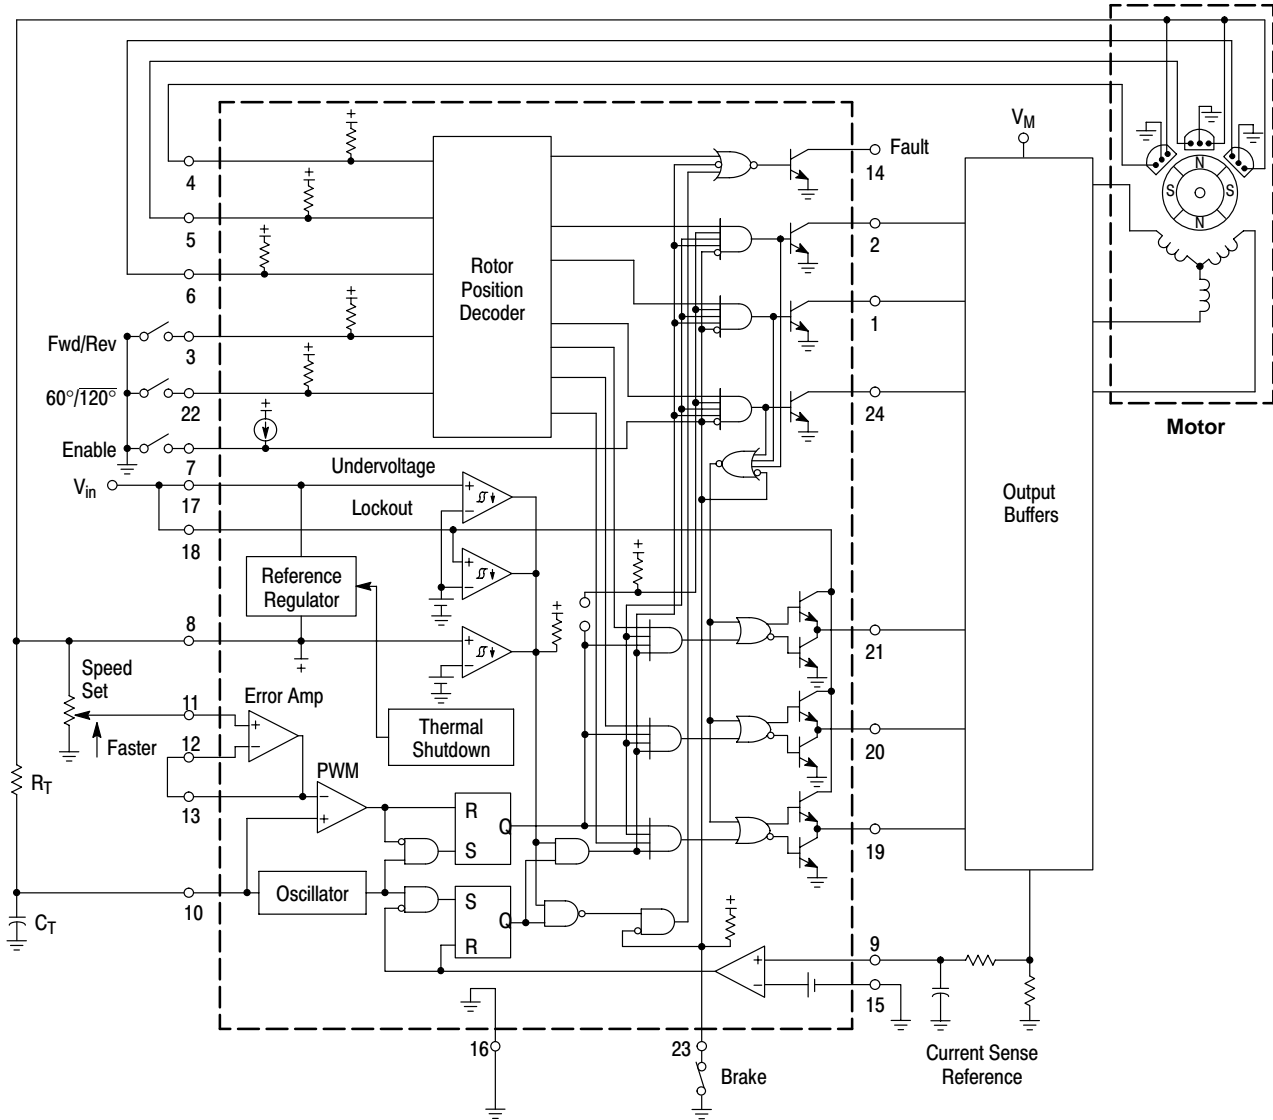 V_M
Fault
14
4
2
5
Rotor
Position
Decoder
6
1
Fwd/Rev
3
60°/120°
22
24
Motor
Enable
7
Undervoltage
V_in
17
Lockout
Output
Buffers
18
Reference
Regulator
8
21
Speed
Set
11
Error Amp
Thermal
Shutdown
Faster
12
20
PWM
R_T
13
R
Q
S
19
Oscillator
10
S
Q
R
C_T
9
15
16
23
Brake
Current Sense
Reference
N
S
S
N
+
−
+
−
+
−
+
−
−
+
+
−